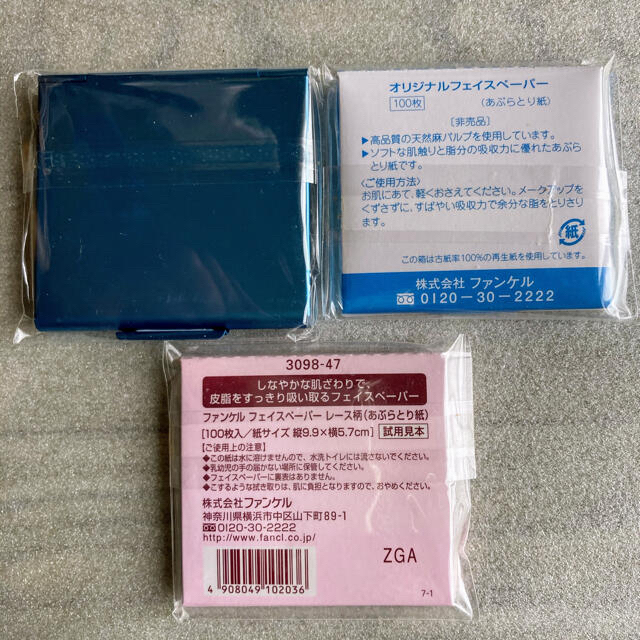 オリジナルフェイスペーパー
100枚 (あぶらとり紙)
[非売品]
▶高品質の天然麻パルプを使用しています。
▶ソフトな肌触りと脂分の吸収力に優れたあぶら
とり紙です。
〈ご使用方法〉
お肌にあて、軽くおさえてください。メークアップを
くずさずに、すばやい吸収力で余分な脂をとりさり
ます。
紙
この箱は古紙率100%の再生紙を使用しています。
株式会社 ファンケル
0120-30-2222
3098-47
しなやかな肌ざわりで、
皮脂をすっきり吸い取るフェイスペーパー
ファンケル フェイスペーパー レース柄(あぶらとり紙)
[100枚入/紙サイズ 縦9.9×横5.7cm] 試用見本
【ご使用上の注意】
◆この紙は水に溶けませんので、水洗トイレには流さないでください。
◆乳幼児の手の届かない場所に保管してください。
◆フェイスペーパーに裏表はありません。
◆こするような拭き取りは、肌に負担となりますので、おやめください。
株式会社ファンケル
神奈川県横浜市中区山下町89-1
0120-30-2222
http://www.fancl.co.jp/
ZGA
4 908049 102036
7-1